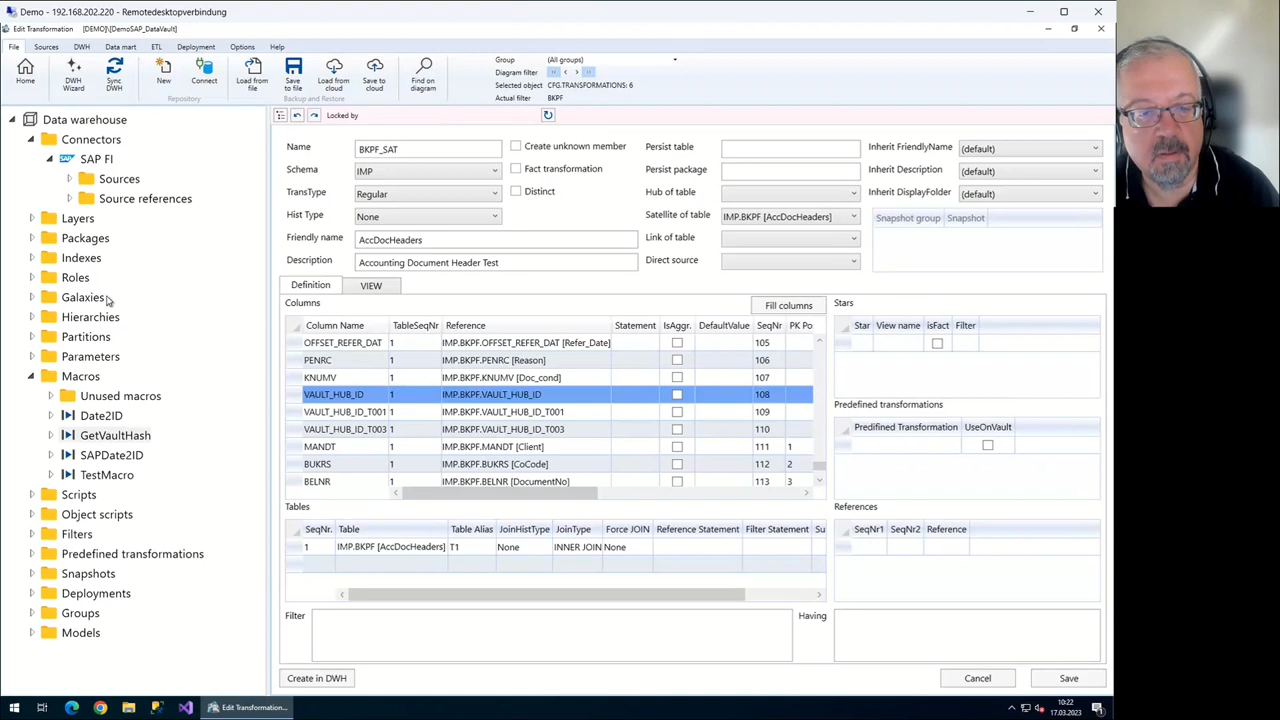 Demo - 192.168.202.220 - Remotedesktopverbindung
Edit Transformation [DEMO]\[DemoSAP_DataVault]
File Sources DWH Data mart ETL Deployment Options Help
Home
DWH Wizard
Sync DWH
New
Connect
Load from file
Save to file
Load from cloud
Save to cloud
Find on diagram
Repository
Backup and Restore
Group (All groups)
Diagram filter
Selected object CFG.TRANSFORMATIONS: 6
Actual filter BKPF
Data warehouse
Connectors
SAP FI
Sources
Source references
Layers
Packages
Indexes
Roles
Galaxies
Hierarchies
Partitions
Parameters
Macros
Unused macros
Date2ID
GetVaultHash
SAPDate2ID
TestMacro
Scripts
Object scripts
Filters
Predefined transformations
Snapshots
Deployments
Groups
Models
Locked by
Name BKPF_SAT
Schema IMP
TransType Regular
Hist Type None
Friendly name AccDocHeaders
Description Accounting Document Header Test
Create unknown member
Fact transformation
Distinct
Persist table
Persist package
Hub of table
Satellite of table IMP.BKPF [AccDocHeaders]
Link of table
Direct source
Inherit FriendlyName (default)
Inherit Description (default)
Inherit DisplayFolder (default)
Snapshot group Snapshot
Definition VIEW
Columns
Fill columns
Column Name TableSeqNr Reference Statement IsAggr. DefaultValue SeqNr PK Po
OFFSET_REFER_DAT 1 IMP.BKPF.OFFSET_REFER_DAT [Refer_Date] 105
PENRC 1 IMP.BKPF.PENRC [Reason] 106
KNUMV 1 IMP.BKPF.KNUMV [Doc_cond] 107
VAULT_HUB_ID 1 IMP.BKPF.VAULT_HUB_ID 108
VAULT_HUB_ID_T001 1 IMP.BKPF.VAULT_HUB_ID_T001 109
VAULT_HUB_ID_T003 1 IMP.BKPF.VAULT_HUB_ID_T003 110
MANDT 1 IMP.BKPF.MANDT [Client] 111 1
BUKRS 1 IMP.BKPF.BUKRS [CoCode] 112 2
BELNR 1 IMP.BKPF.BELNR [DocumentNo] 113 3
Stars
Star View name isFact Filter
Predefined transformations
Predifined Transformation UseOnVault
Tables
SeqNr. Table Table Alias JoinHistType JoinType Force JOIN Reference Statement Filter Statement Su
1 IMP.BKPF [AccDocHeaders] T1 None INNER JOIN None
References
SeqNr1 SeqNr2 Reference
Filter
Having
Create in DWH
Cancel
Save
Edit Transformation...
10:22
17.03.2023